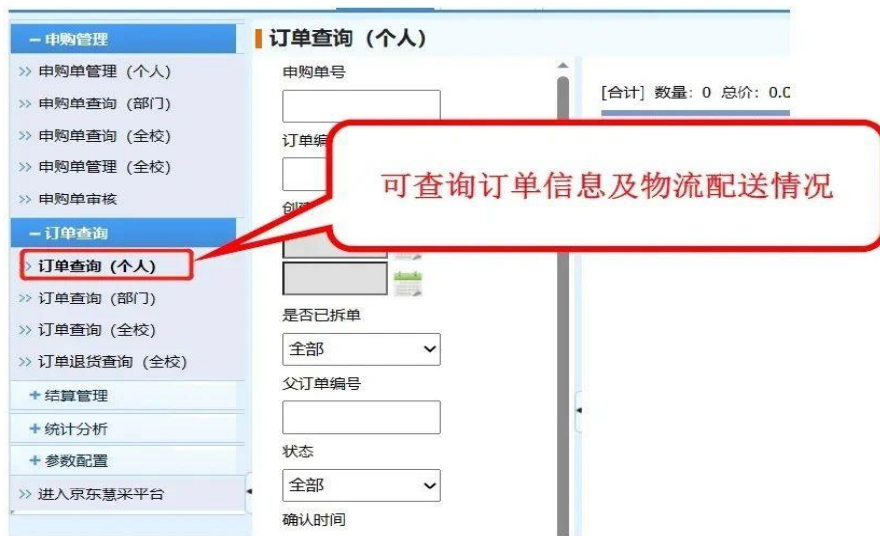 申购管理
申购单管理（个人）
申购单查询（部门）
申购单查询（全校）
申购单管理（全校）
申购单审核
订单查询
订单查询（个人）
订单查询（部门）
订单查询（全校）
订单退货查询（全校）
结算管理
统计分析
参数配置
进入京东慧采平台
订单查询（个人）
申购单号
订单编
创建
是否已拆单
全部
父订单编号
状态
全部
确认时间
[合计] 数量：0 总价：0.0
可查询订单信息及物流配送情况